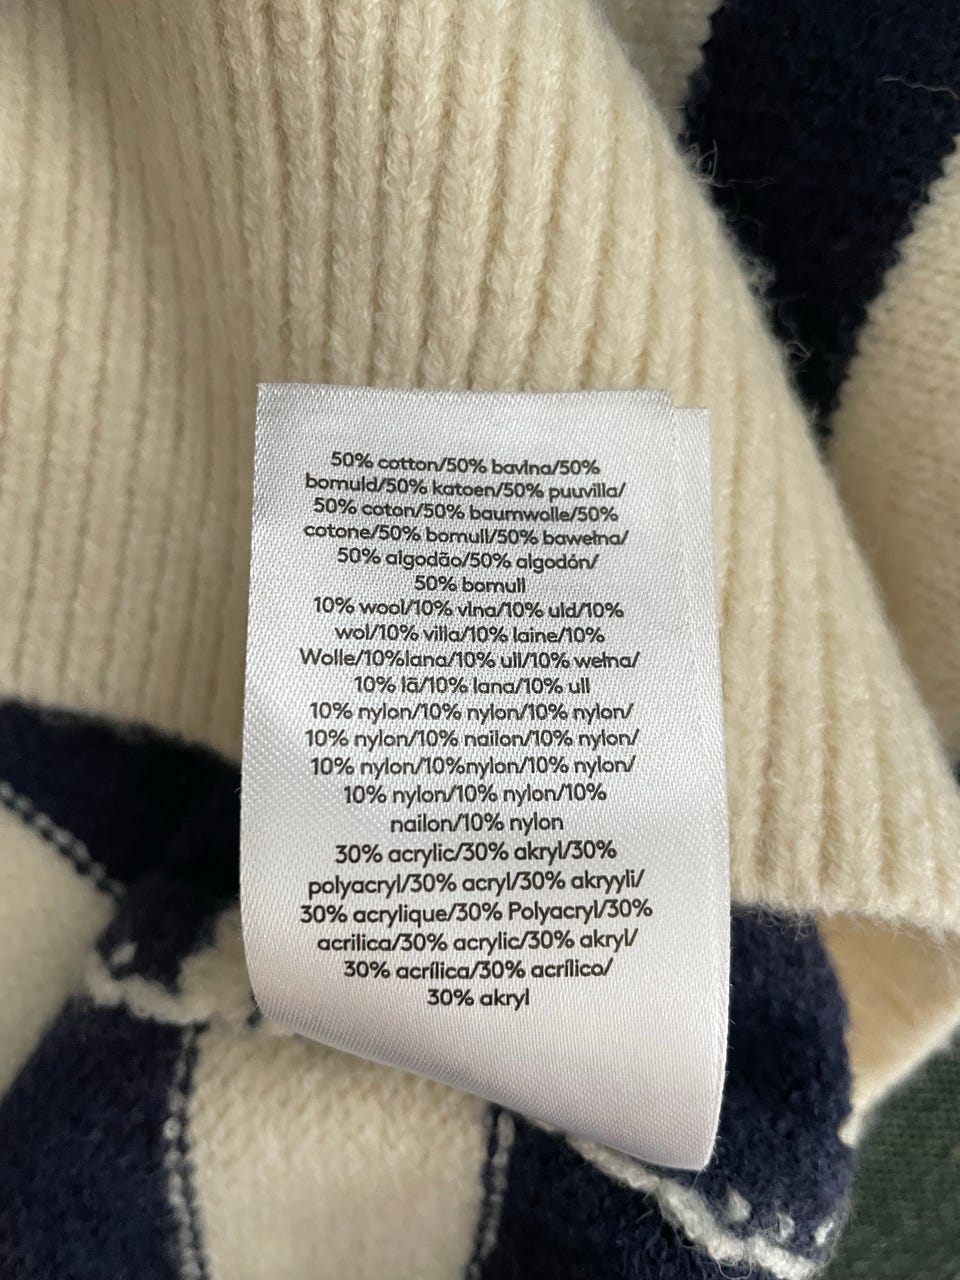 50% cotton/50% bavlna/50%
bomuld/50% katoen/50% puuvilla/
50% coton/50% baumwolle/50%
cotone/50% bomull/50% bawełna/
50% algodão/50% algodón/
50% bomull
10% wool/10% vlna/10% uld/10%
wol/10% villa/10% laine/10%
Wolle/10%lana/10% ull/10% wełna/
10% lã/10% lana/10% ull
10% nylon/10% nylon/10% nylon/
10% nylon/10% nailon/10% nylon/
10% nylon/10%nylon/10% nylon/
10% nylon/10% nylon/10%
nailon/10% nylon
30% acrylic/30% akryl/30%
polyacryl/30% acryl/30% akryyli/
30% acrylique/30% Polyacryl/30%
acrilica/30% acrylic/30% akryl/
30% acrílica/30% acrílico/
30% akryl